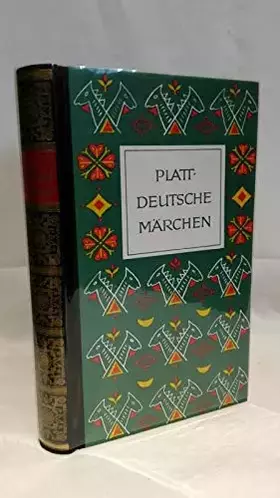 PLATT-
DEUTSCHE
MÄRCHEN